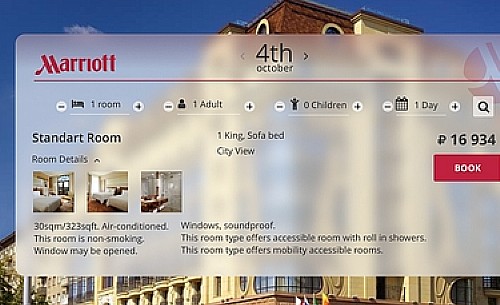 Marriott
4th
october
1 room
1 Adult
0 Children
1 Day
Standart Room
1 King, Sofa bed
City View
₽ 16 934
Room Details
BOOK
30sqm/323sqft. Air-conditioned.
This room is non-smoking.
Window may be opened.
Windows, soundproof.
This room type offers accessible room with roll in showers.
This room type offers mobility accessible rooms.